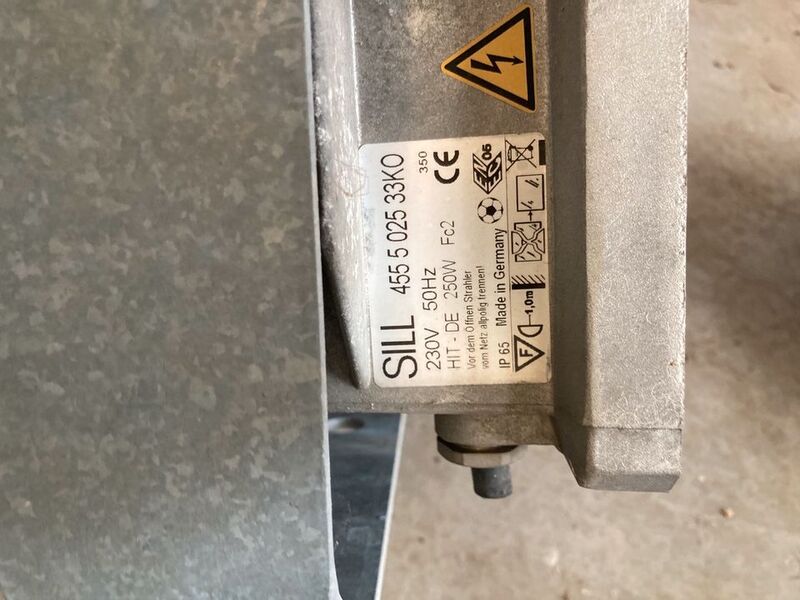 SILL 455 5 025 33KO
230V 50Hz
350
CE
HIT - DE 250W Fc2
Vor dem Öffnen Strahler
vom Netz allpolig trennen!
05
IP 65 Made in Germany
F
1,0m